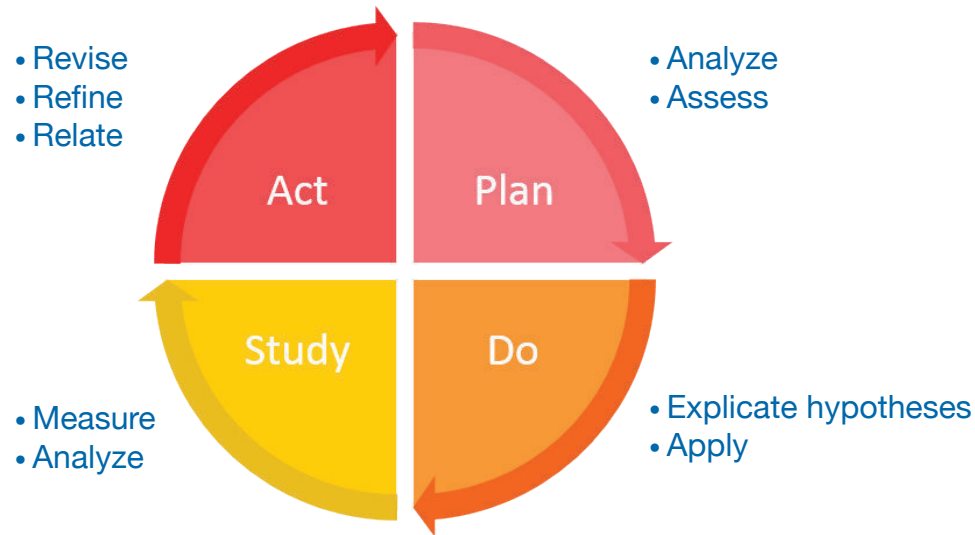 • Revise
• Refine
• Relate
• Analyze
• Assess
Act
Plan
Study
Do
• Measure
• Analyze
• Explicate hypotheses
• Apply